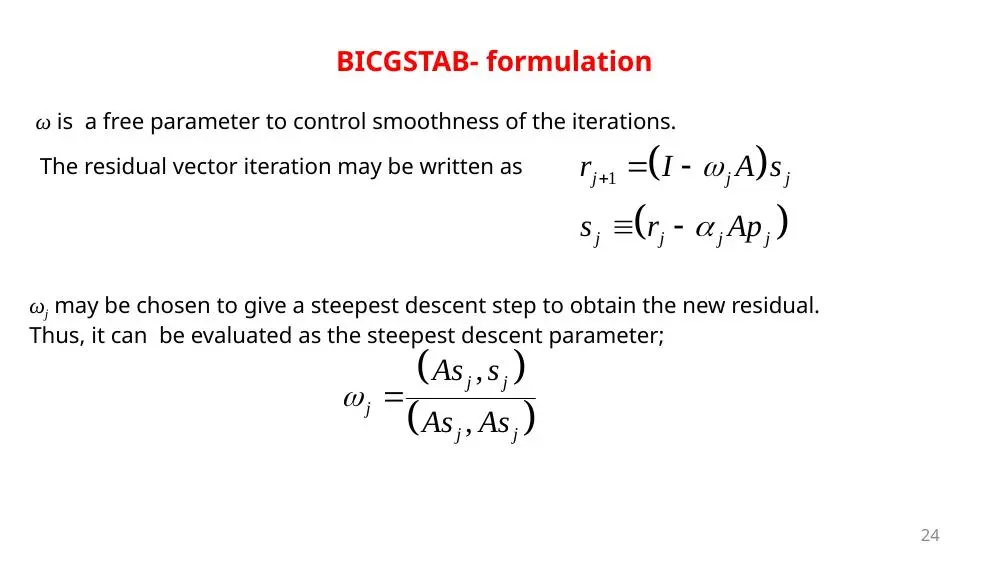 BICGSTAB- formulation
ω is  a free parameter to control smoothness of the iterations.
The residual vector iteration may be written as r_{j+1} =(I - ω_j A)s_j
s_j ≡(r_j - α_j Ap_j)
ω_j may be chosen to give a steepest descent step to obtain the new residual.
Thus, it can  be evaluated as the steepest descent parameter;
ω_j = (As_j , s_j) / (As_j , As_j)
24